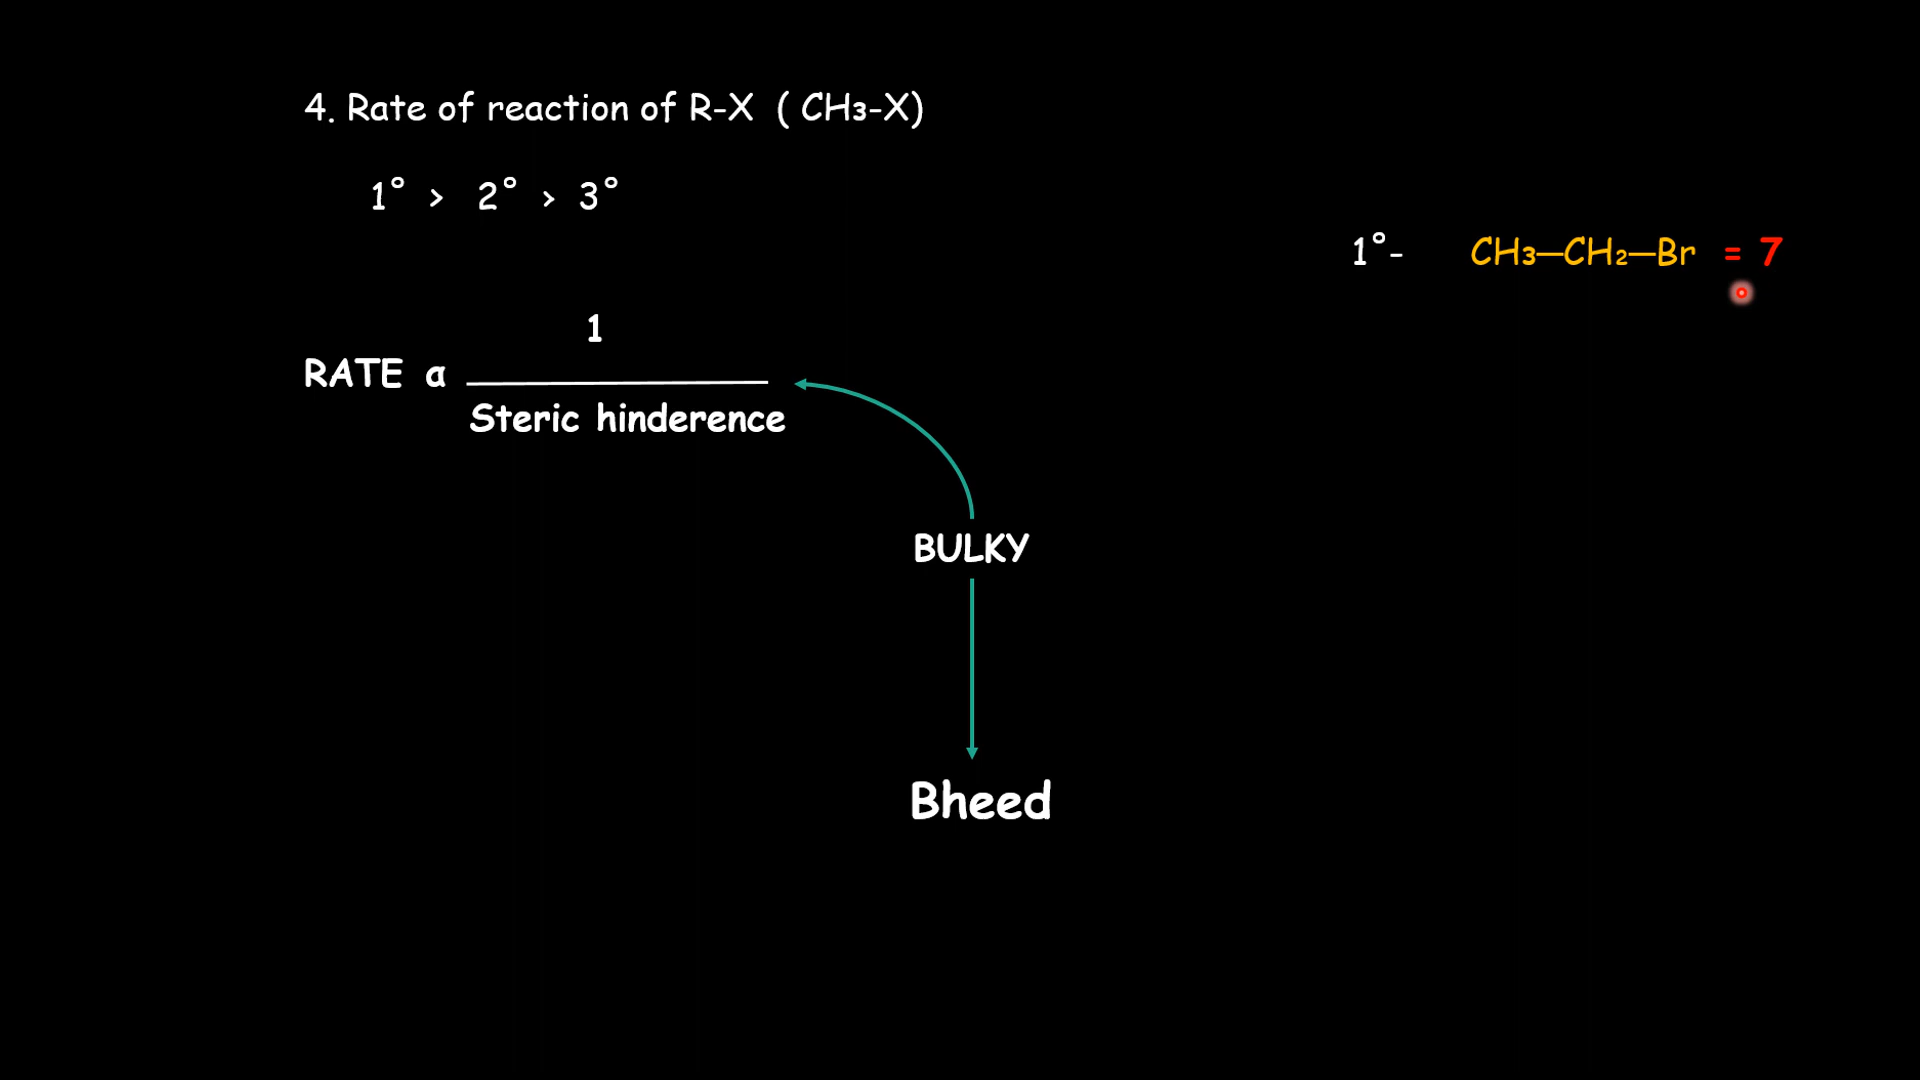 4. Rate of reaction of R-X ( CH₃-X)
1° > 2° > 3°
1°- CH₃—CH₂—Br = 7
1
RATE α
Steric hinderence
BULKY
Bheed